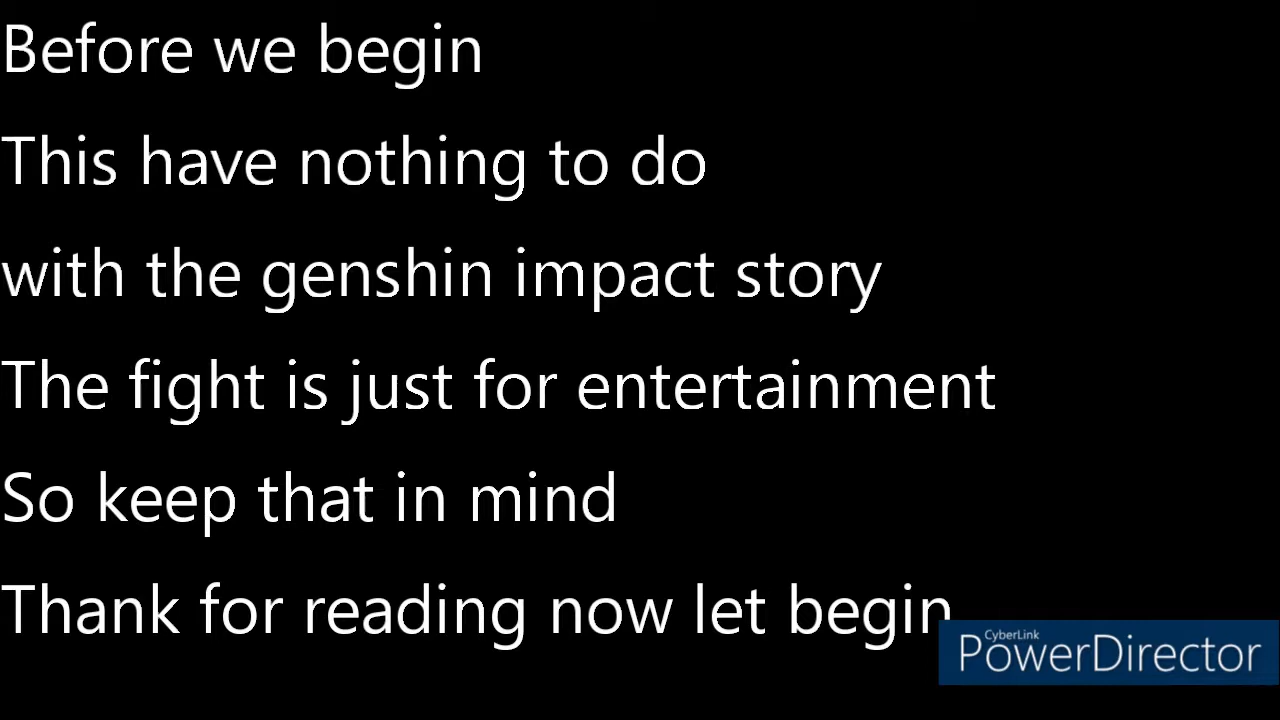 Before we begin
This have nothing to do
with the genshin impact story
The fight is just for entertainment
So keep that in mind
Thank for reading now let begin
CyberLink
PowerDirector